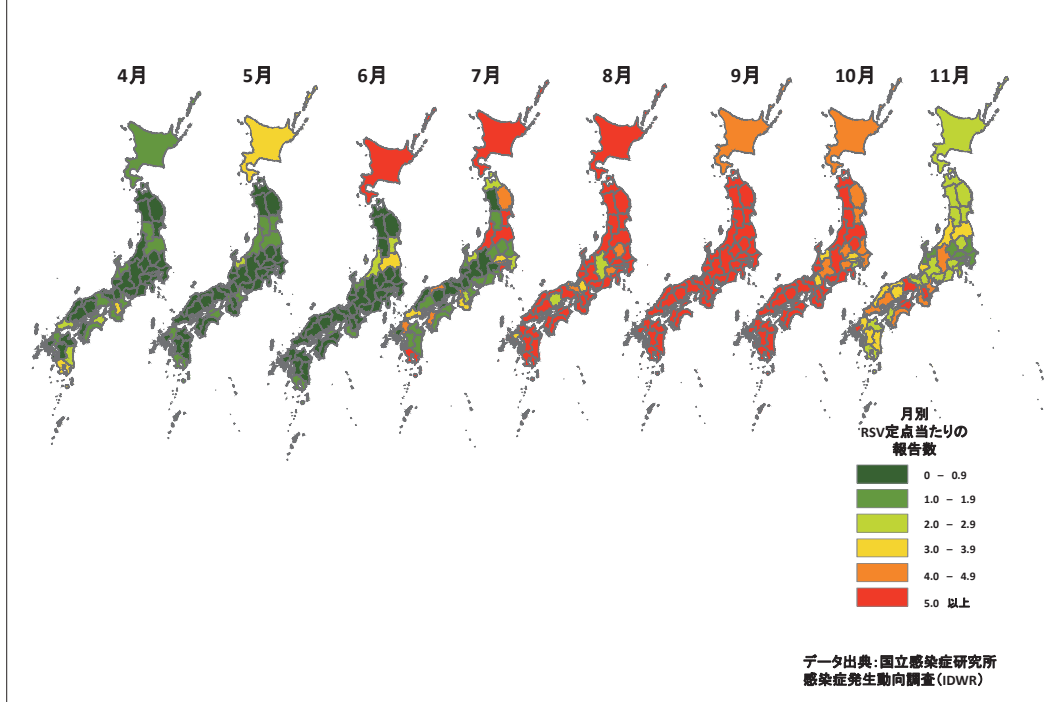 4月 5月 6月 7月 8月 9月 10月 11月
月別
RSV定点当たりの
報告数
0 – 0.9
1.0 – 1.9
2.0 – 2.9
3.0 – 3.9
4.0 – 4.9
5.0 以上
データ出典：国立感染症研究所
感染症発生動向調査（IDWR）